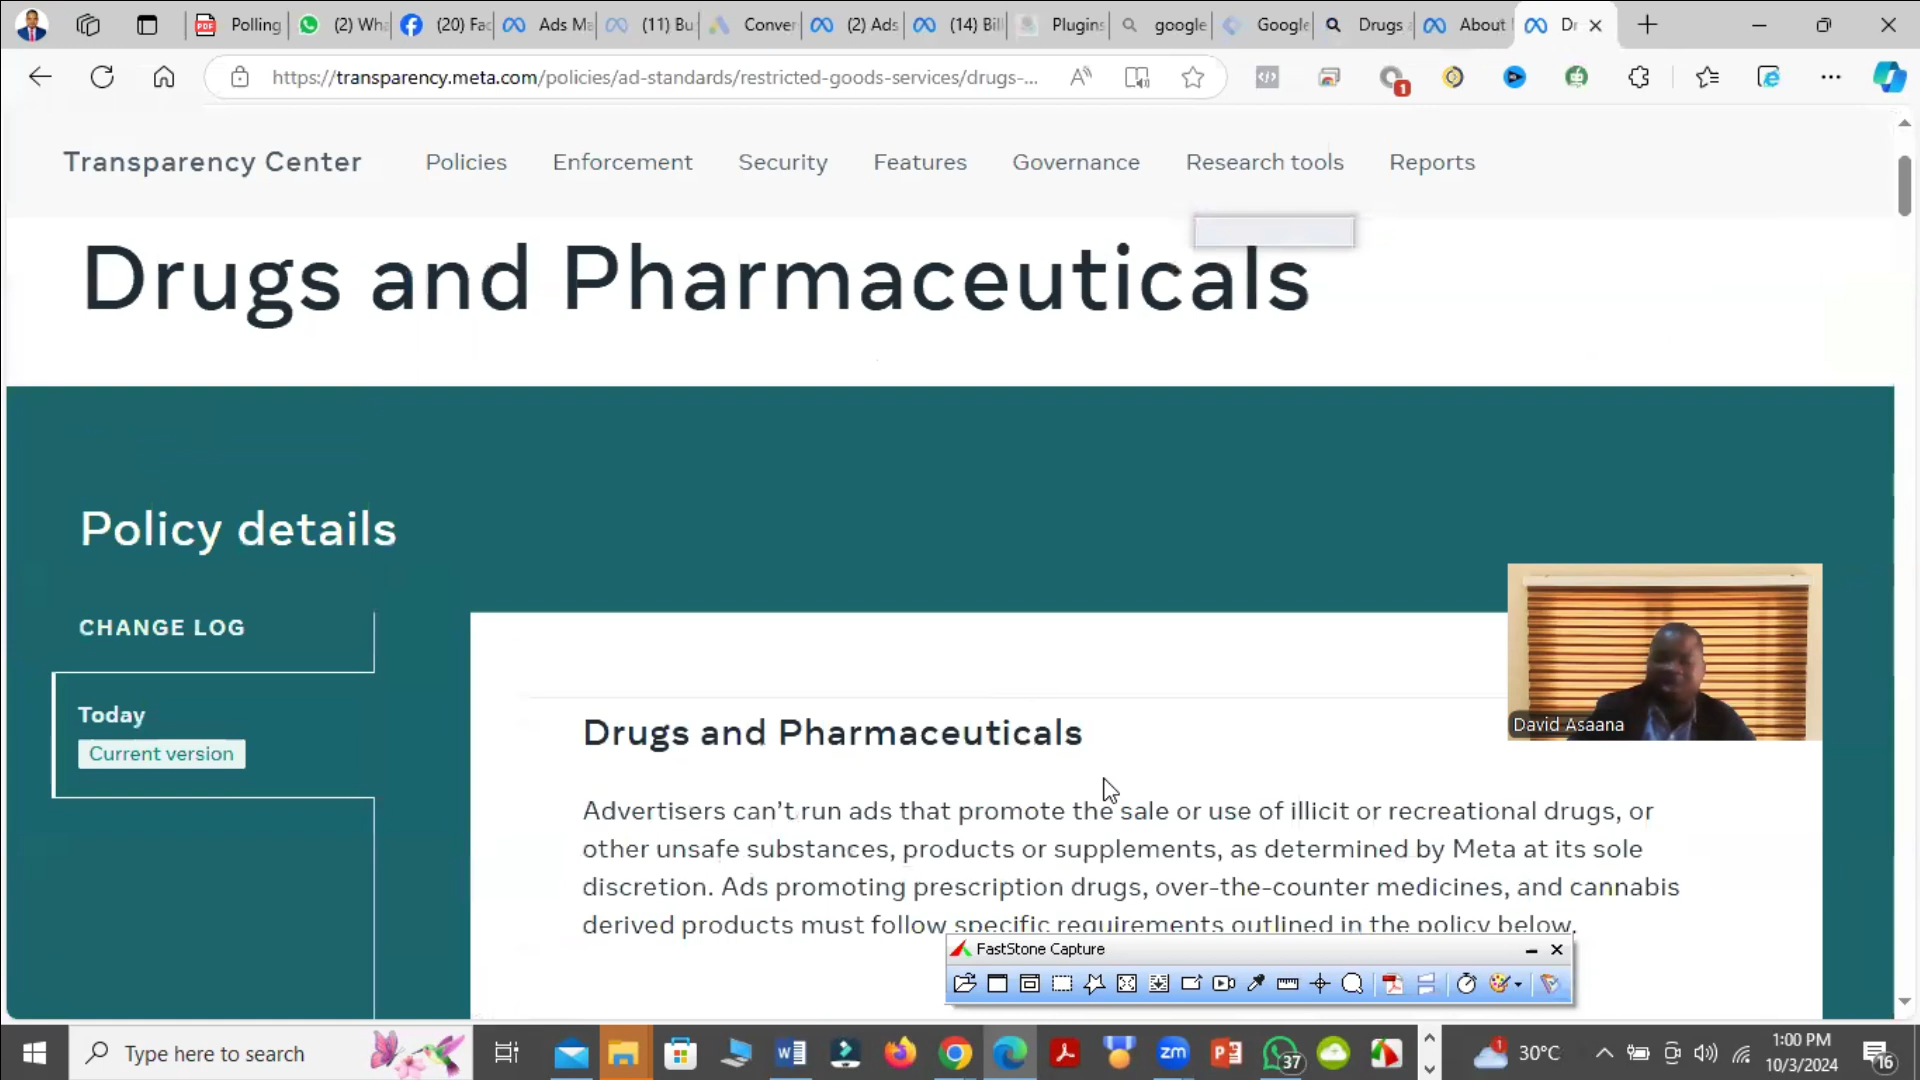 Polling
(2) Wha
(20) Fac
Ads Ma
(11) Bu
Conver
(2) Ads
(14) Bil
Plugins
google
Google
Drugs
About
Dr
https://transparency.meta.com/policies/ad-standards/restricted-goods-services/drugs-...
1
Transparency Center
Policies
Enforcement
Security
Features
Governance
Research tools
Reports
Drugs and Pharmaceuticals
Policy details
CHANGE LOG
Today
Current version
Drugs and Pharmaceuticals
David Asaana
Advertisers can't run ads that promote the sale or use of illicit or recreational drugs, or
other unsafe substances, products or supplements, as determined by Meta at its sole
discretion. Ads promoting prescription drugs, over-the-counter medicines, and cannabis
derived products must follow specific requirements outlined in the policy below.
FastStone Capture
Type here to search
zm
37
1
30°C
1:00 PM
10/3/2024
16